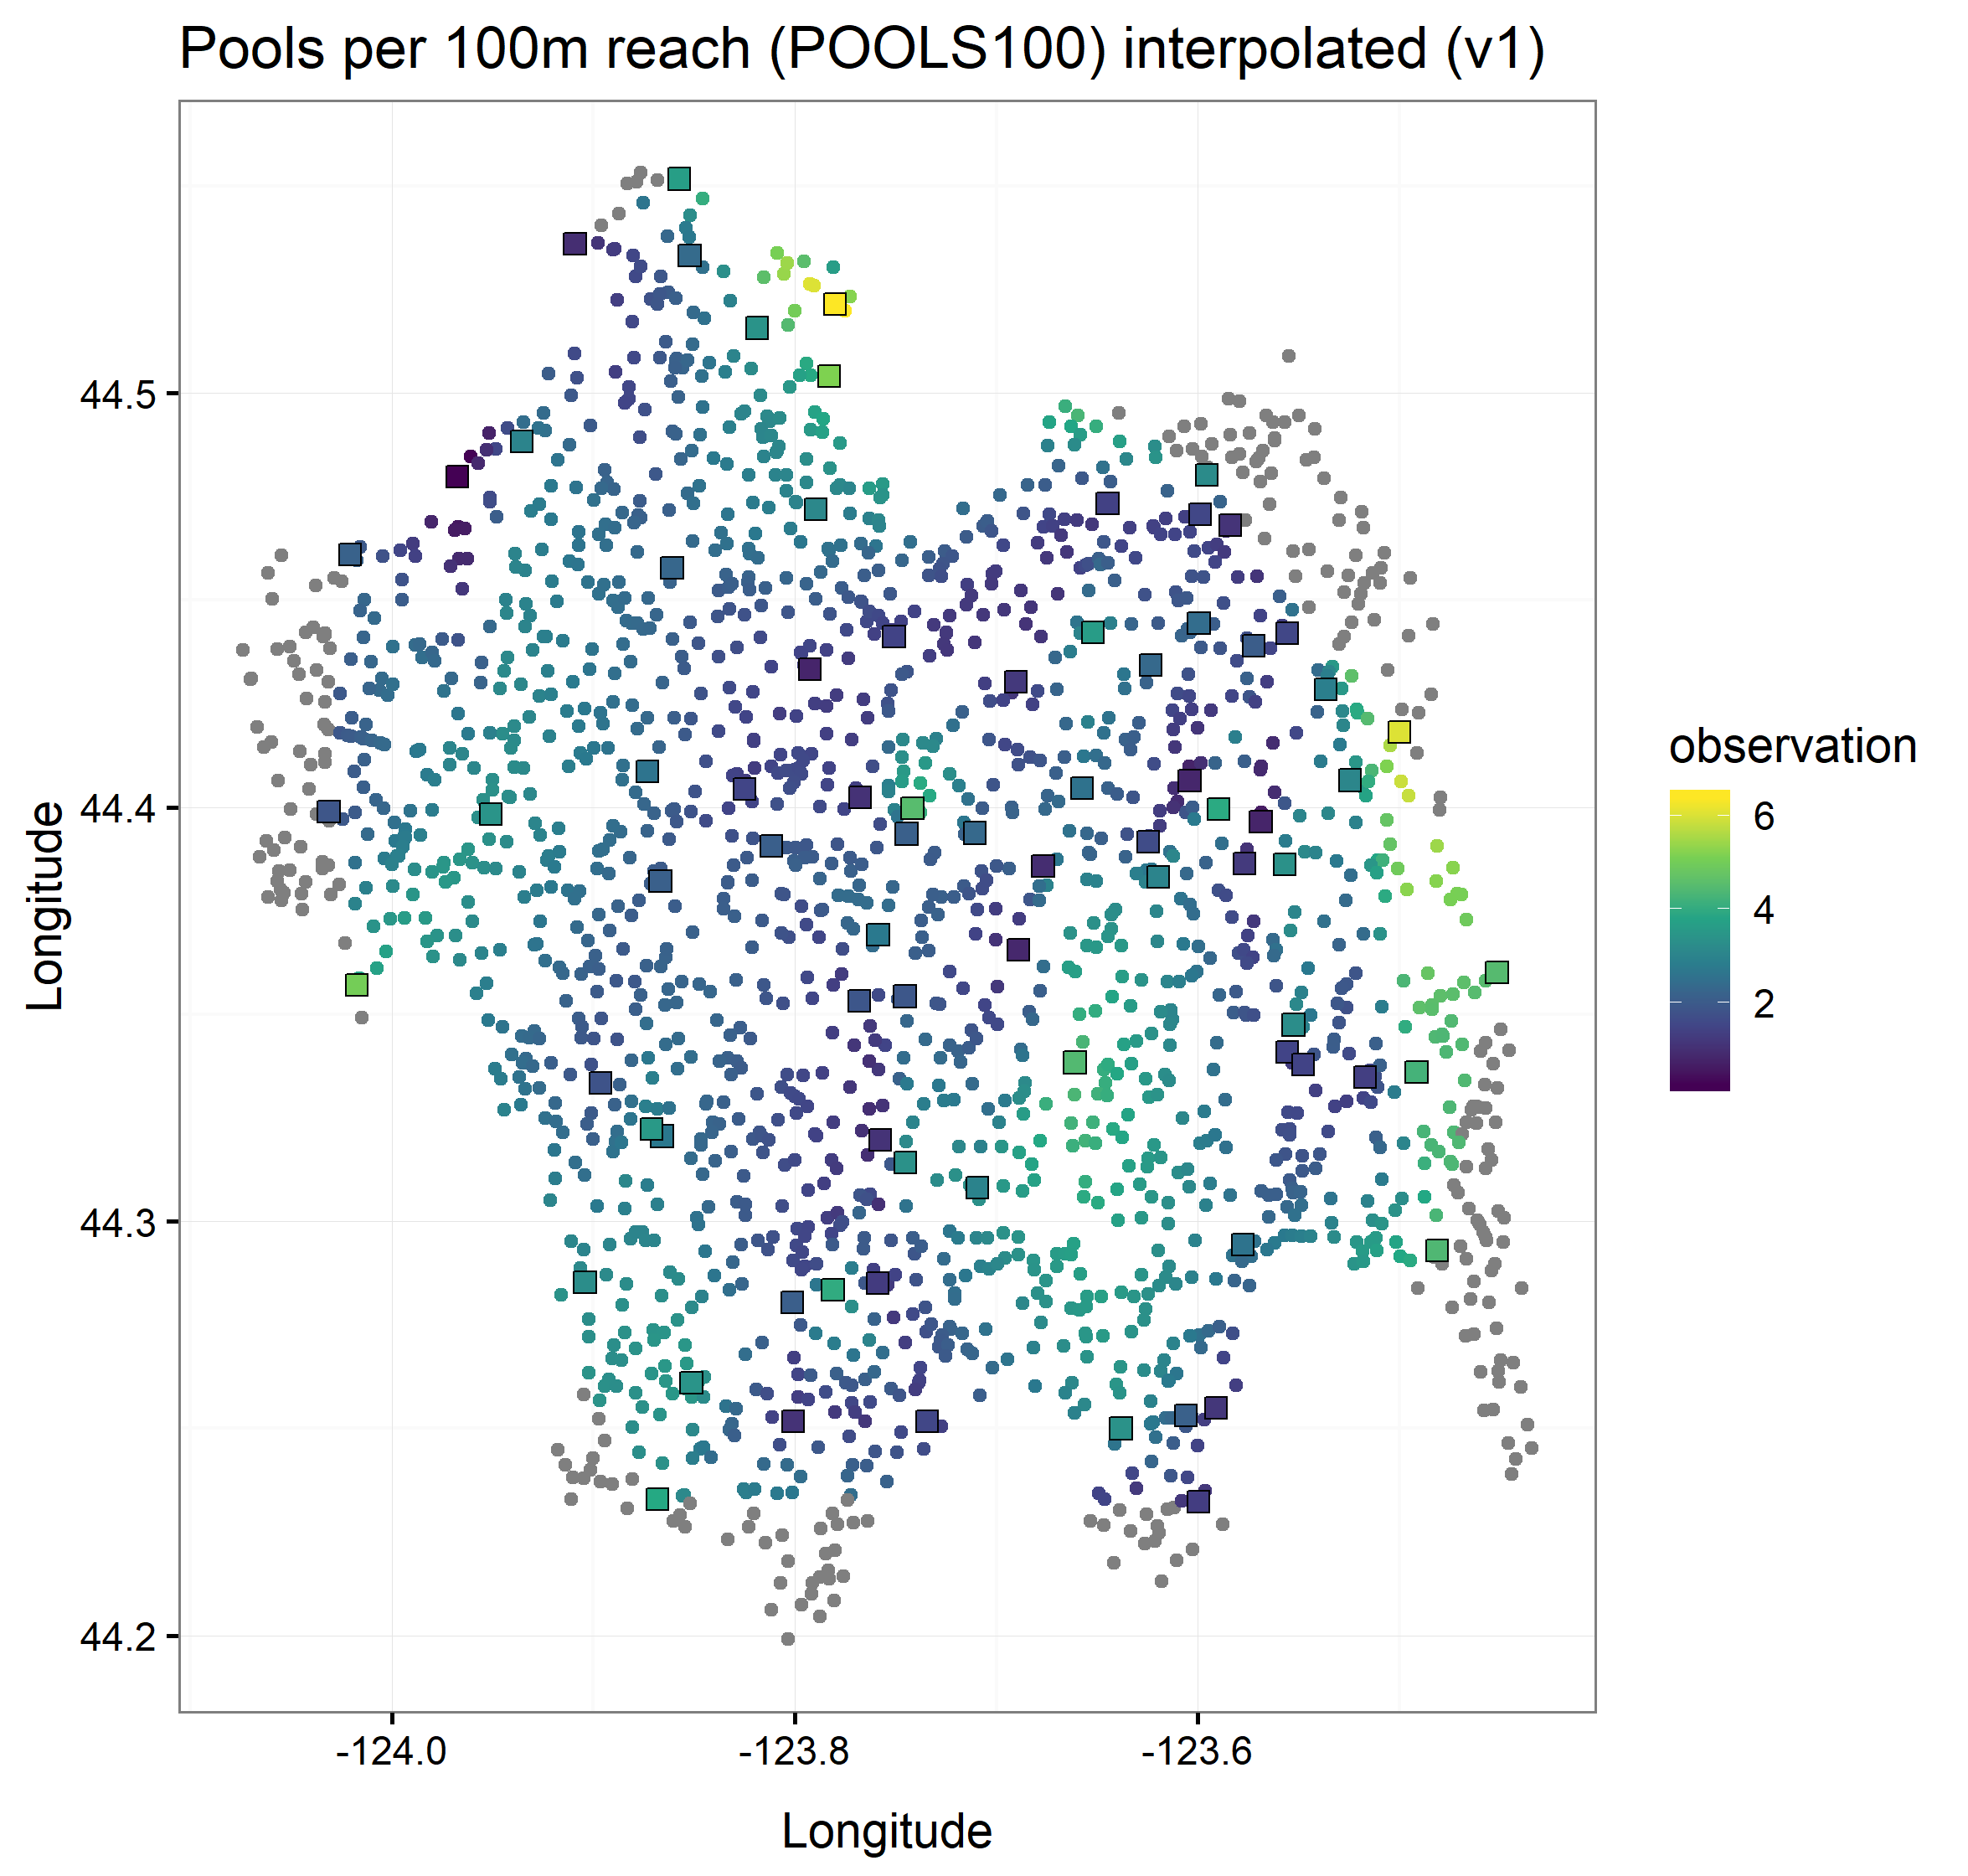 Pools per 100m reach (POOLS100) interpolated (v1)
Longitude
44.5
44.4
44.3
44.2
-124.0
-123.8
-123.6
Longitude
observation
6
4
2